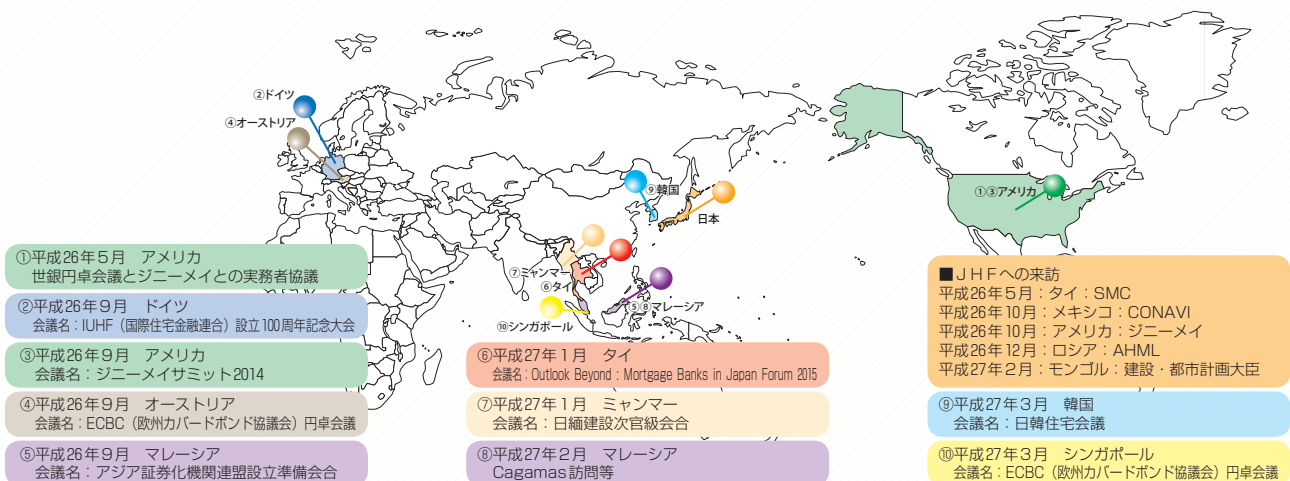 ②ドイツ
④オーストリア
⑨韓国
日本
①③アメリカ
⑦ミャンマー
⑥タイ
⑤⑧マレーシア
⑩シンガポール
①平成26年5月 アメリカ
世銀円卓会議とジニーメイとの実務者協議
②平成26年9月 ドイツ
会議名：IUHF（国際住宅金融連合）設立100周年記念大会
③平成26年9月 アメリカ
会議名：ジニーメイサミット2014
④平成26年9月 オーストリア
会議名：ECBC（欧州カバードボンド協議会）円卓会議
⑤平成26年9月 マレーシア
会議名：アジア証券化機関連盟設立準備会合
⑥平成27年1月 タイ
会議名：Outlook Beyond：Mortgage Banks in Japan Forum 2015
⑦平成27年1月 ミャンマー
会議名：日緬建設次官級会合
⑧平成27年2月 マレーシア
Cagamas訪問等
■JHFへの来訪
平成26年5月：タイ：SMC
平成26年10月：メキシコ：CONAVI
平成26年10月：アメリカ：ジニーメイ
平成26年12月：ロシア：AHML
平成27年2月：モンゴル：建設・都市計画大臣
⑨平成27年3月 韓国
会議名：日韓住宅会議
⑩平成27年3月 シンガポール
会議名：ECBC（欧州カバードボンド協議会）円卓会議